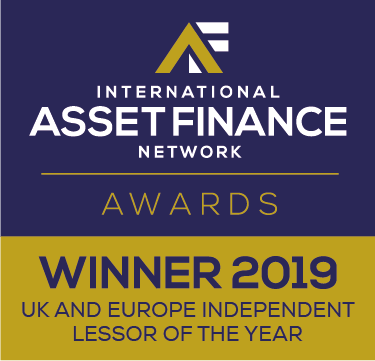 INTERNATIONAL
ASSET FINANCE
NETWORK
AWARDS
WINNER 2019
UK AND EUROPE INDEPENDENT
LESSOR OF THE YEAR